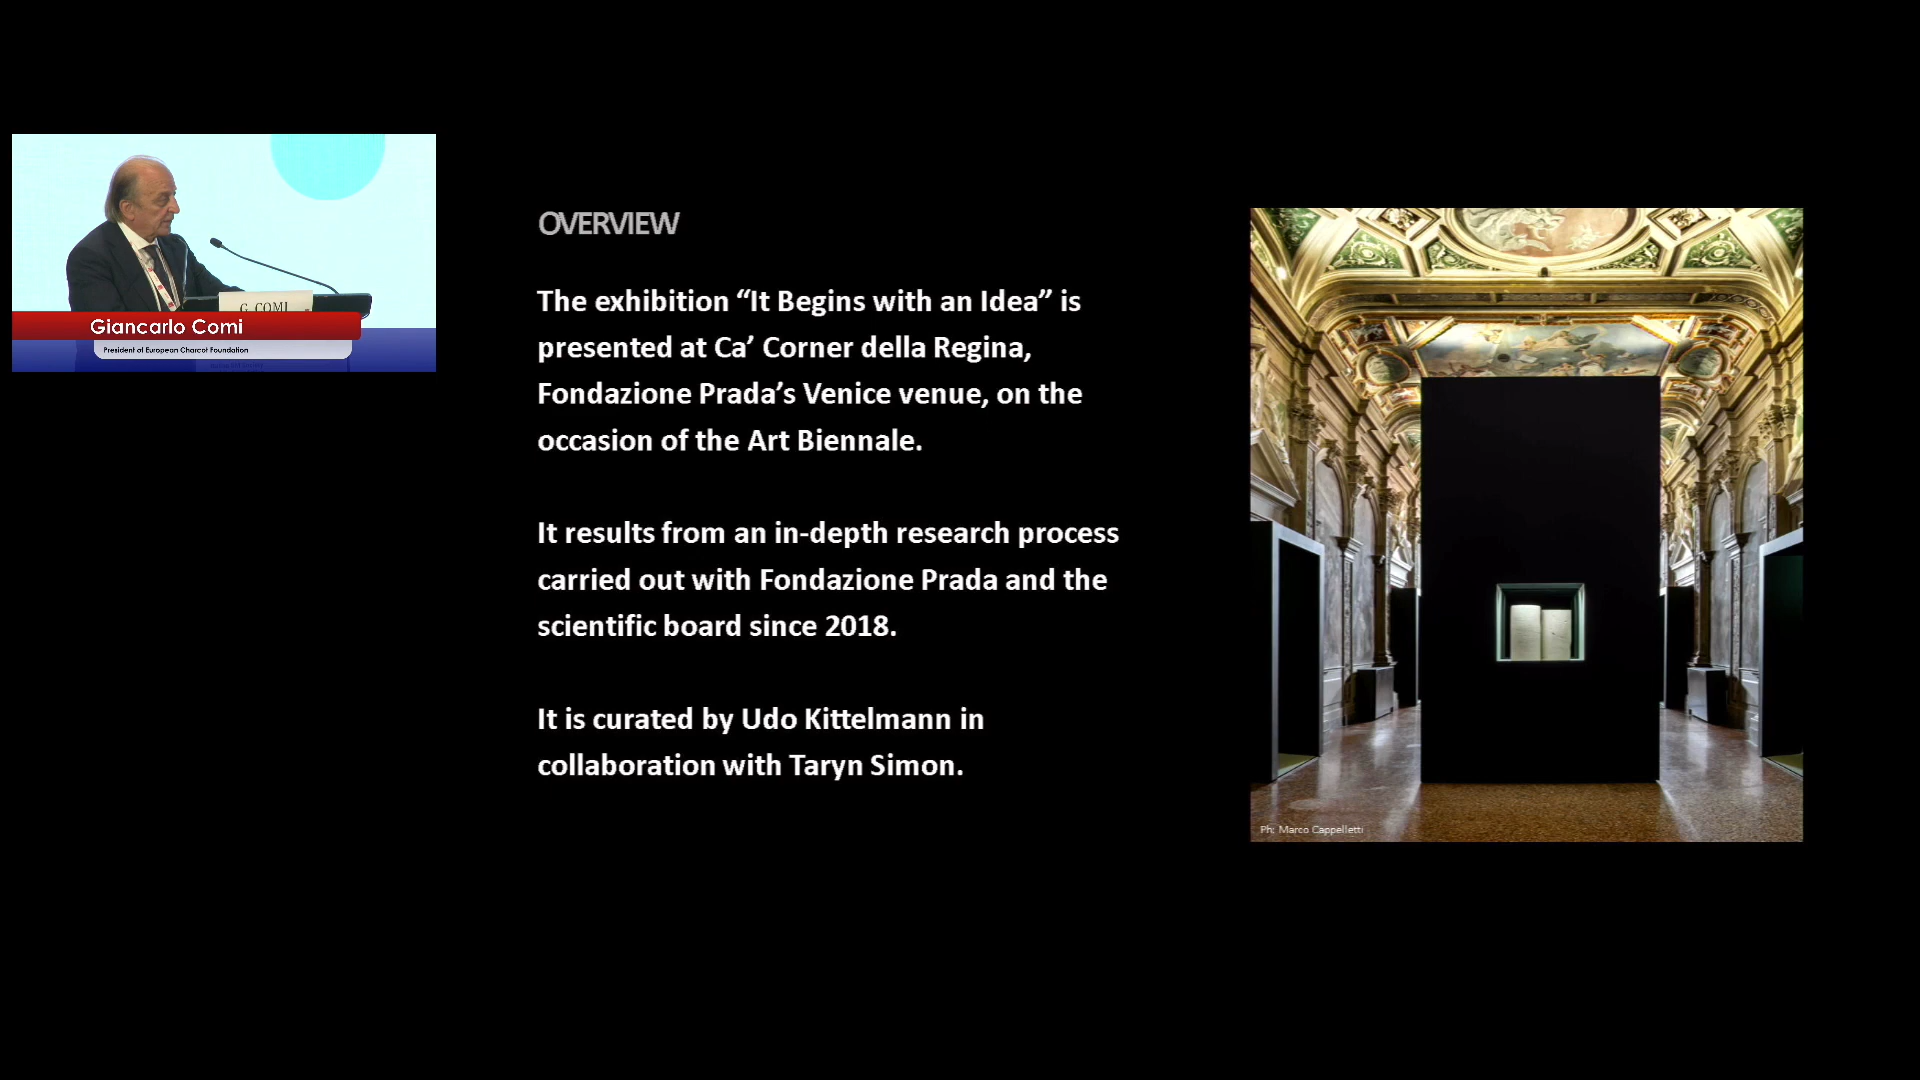 G. COMI
Giancarlo Comi
President of European Charcot Foundation
OVERVIEW
The exhibition “It Begins with an Idea” is
presented at Ca’ Corner della Regina,
Fondazione Prada’s Venice venue, on the
occasion of the Art Biennale.
It results from an in-depth research process
carried out with Fondazione Prada and the
scientific board since 2018.
It is curated by Udo Kittelmann in
collaboration with Taryn Simon.
Ph: Marco Cappelletti